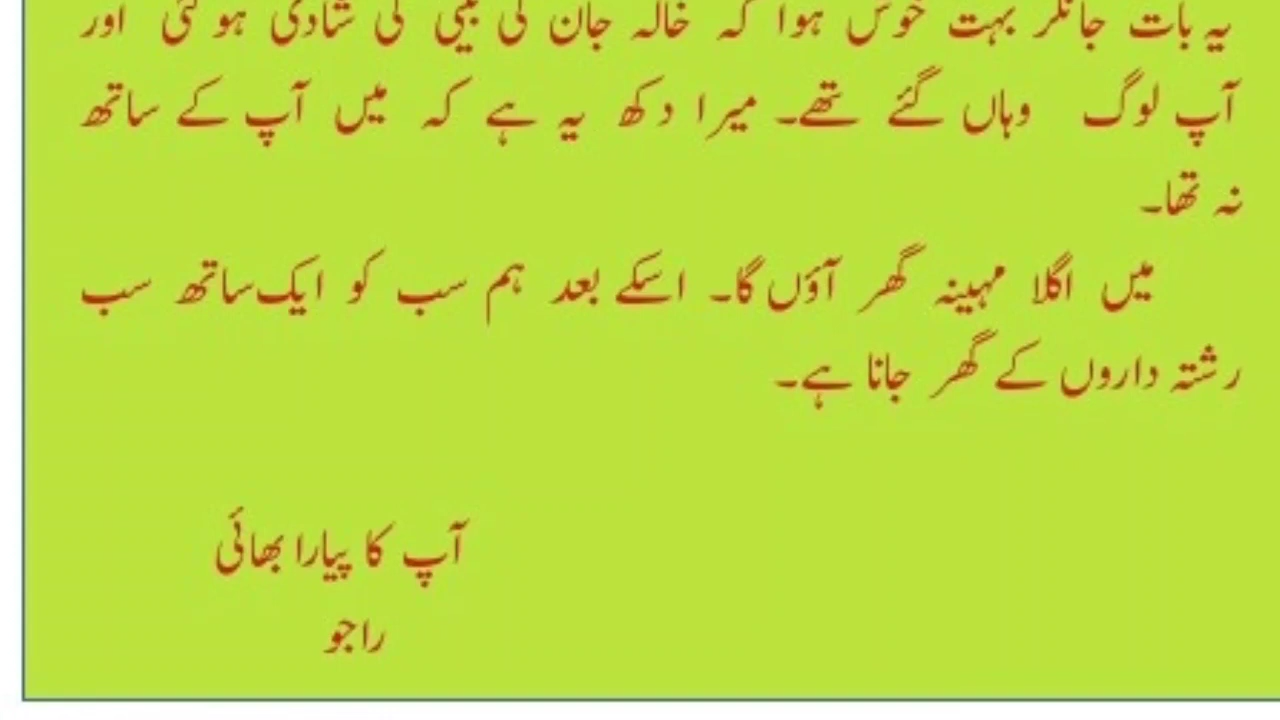 یہ بات جانکر بہت خوش ہوا کہ خالہ جان کی بیٹی کی شادی ہو گئی اور
آپ لوگ وہاں گئے تھے۔ میرا دکھ یہ ہے کہ میں آپ کے ساتھ
نہ تھا۔
میں اگلا مہینہ گھر آؤں گا۔ اسکے بعد ہم سب کو ایک ساتھ سب
رشتہ داروں کے گھر جانا ہے۔
آپ کا پیارا بھائی
راجو